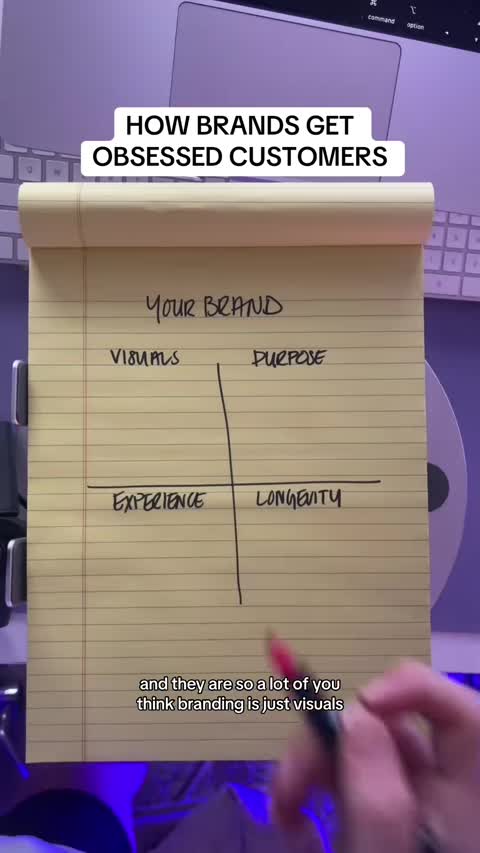 command
option
HOW BRANDS GET
OBSESSED CUSTOMERS
YOUR BRAND
VISUALS
PURPOSE
EXPERIENCE
LONGEVITY
and they are so a lot of you
think branding is just visuals